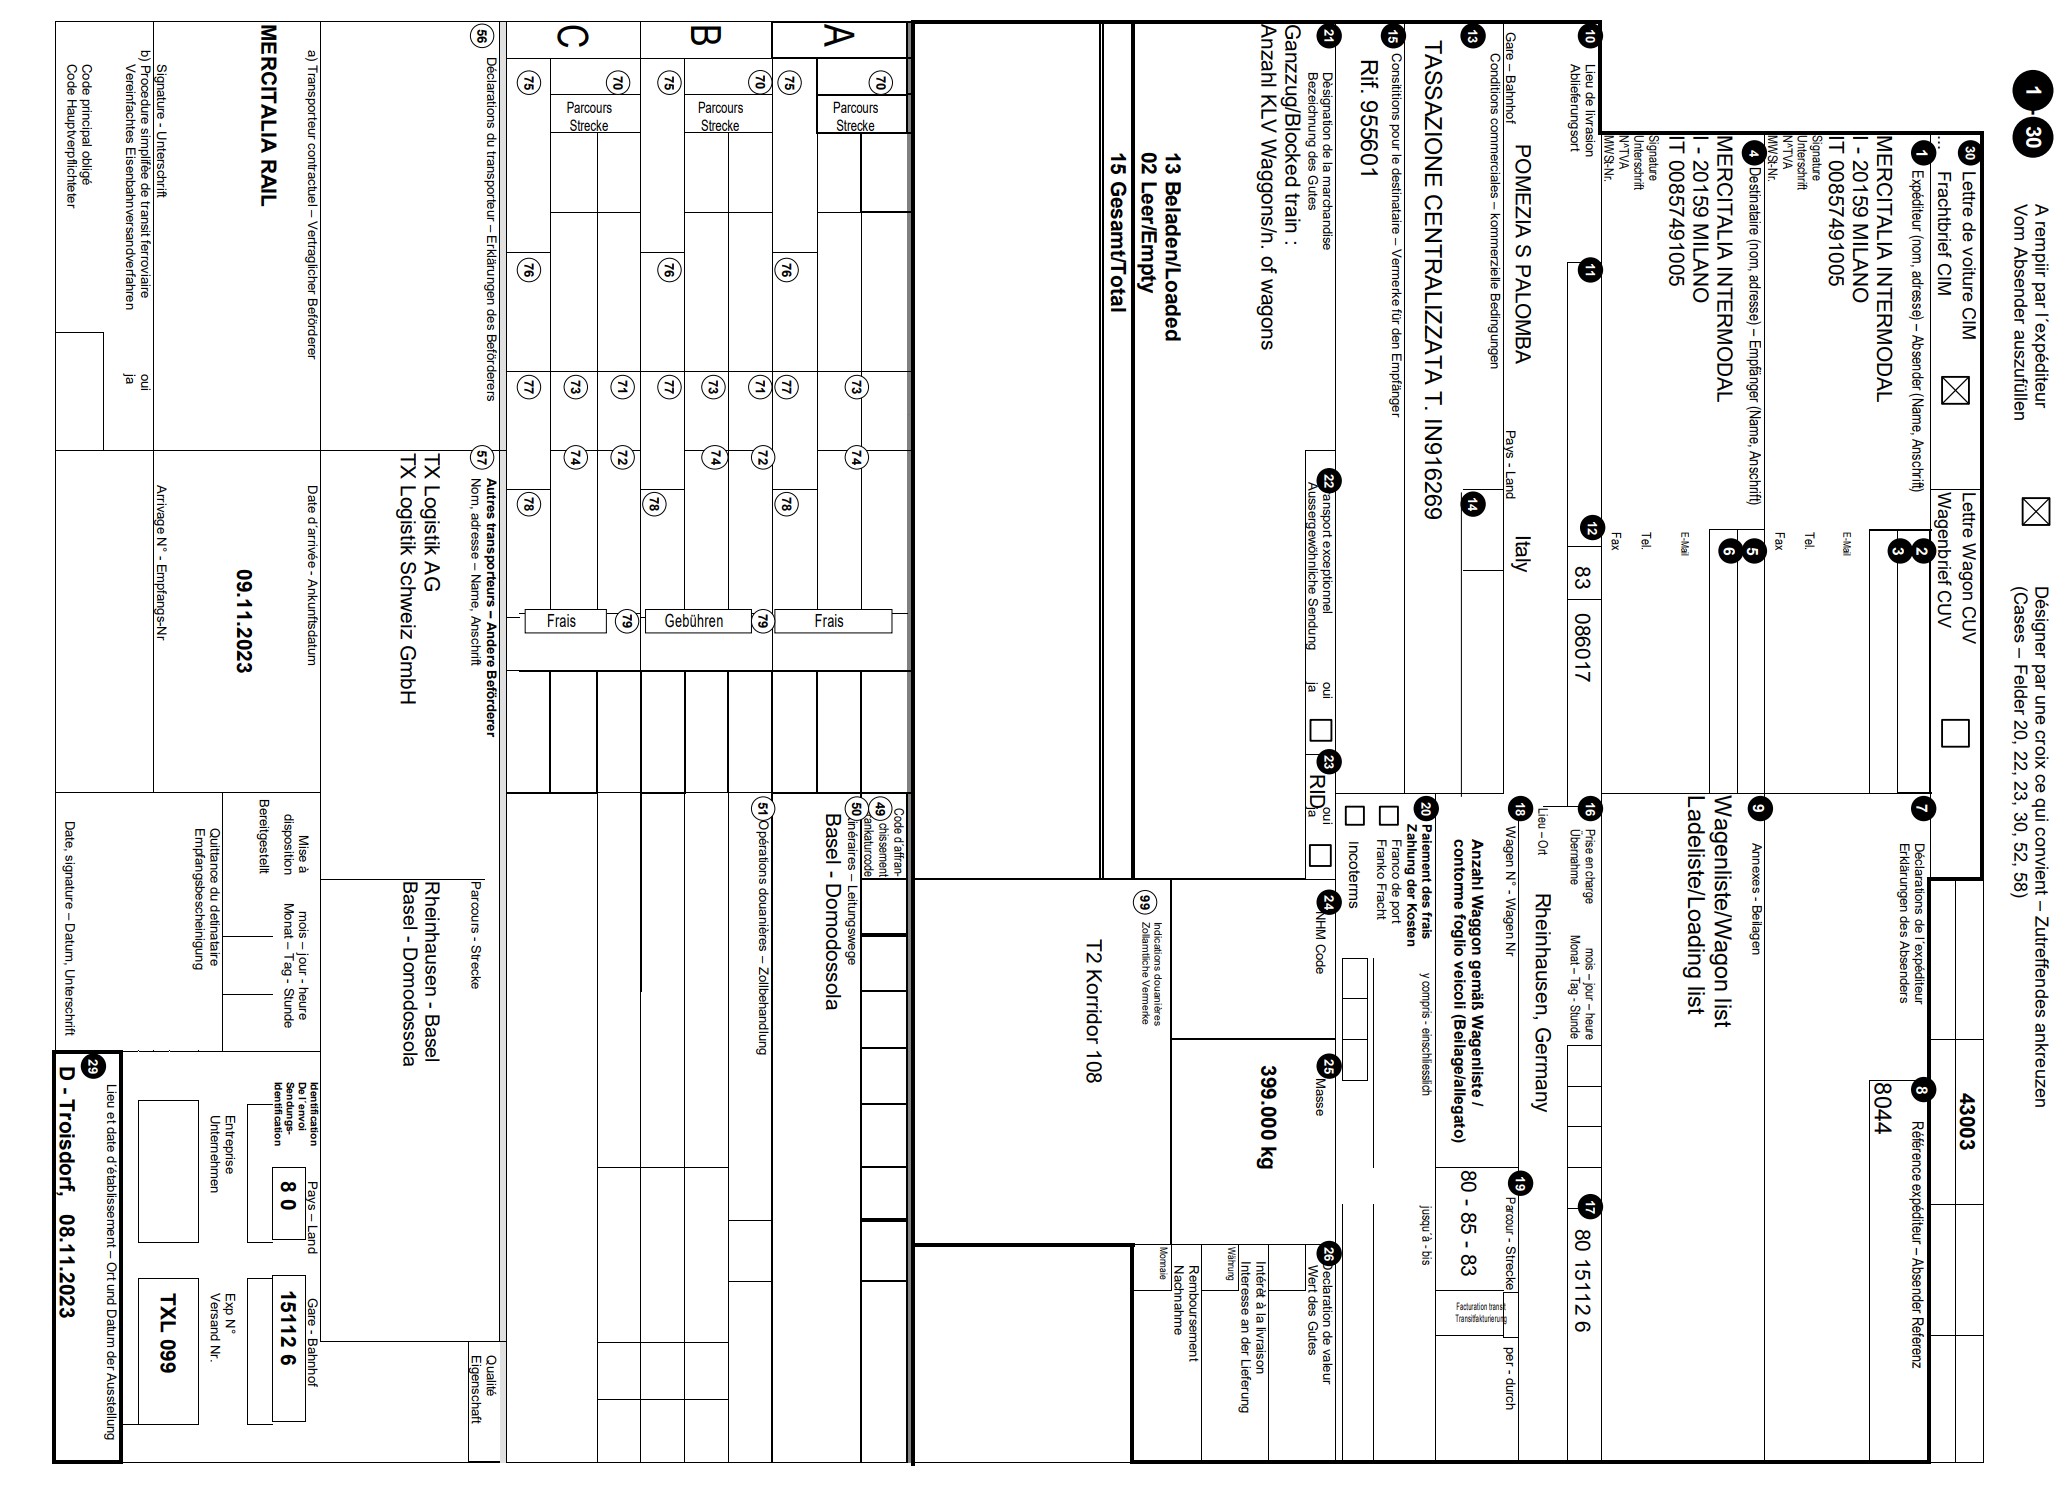 1 - 30
A rempiir par l´expéditeur
Vom Absender auszufüllen
Désigner par une croix ce qui convient – Zutreffendes ankreuzen
(Cases – Felder 20, 22, 23, 30, 52, 58)
30 Lettre de voiture CIM
... Frachtbrief CIM
Lettre Wagon CUV
Wagenbrief CUV
43003
1 Expéditeur (nom, adresse) – Absender (Name, Anschrift)
MERCITALIA INTERMODAL
I - 20159 MILANO
IT 00857491005
Signature
Unterschrift
N^TVA
MWSt-Nr.
2
3
E-Mail
Tel.
Fax
7 Déclarations de l´expéditeur
Erklärungen des Absenders
8 Référence expéditeur – Absender Referenz
8044
4 Destinataire (nom, adresse) – Empfänger (Name, Anschrift)
MERCITALIA INTERMODAL
I - 20159 MILANO
IT 00857491005
Signature
Unterschrift
N^TVA
MWSt-Nr.
5
6
E-Mail
Tel.
Fax
9 Annexes - Beilagen
Wagenliste/Wagon list
Ladeliste/Loading list
10 Lieu de livrasion
Ablieferungsort
11
12 83 086017
POMEZIA S PALOMBA
Italy
Gare – Bahnhof
Pays - Land
16 Prise en charge mois – jour – heure
Übernahme Monat – Tag - Stunde
17 80 15112 6
Lieu – Ort Rheinhausen, Germany
Conditions commerciales – kommerzielle Bedingungen
13
14
TASSAZIONE CENTRALIZZATA T. IN916269
18 Wagen N° - Wagen Nr
Anzahl Waggon gemäß Wagenliste /
contorme foglio veicoli (Beilage/allegato)
19 Parcour - Strecke
per - durch
80 - 85 - 83
Facturation transit
Transitfakturierung
15 Consititions pour le destinataire – Vermerke für den Empfänger
Rif. 955601
20 Paiement des frais
Zahlung der Kosten
y compris - einschliesslich
jusqu´à - bis
Franco de port
Franko Fracht
Incoterms
21 Dèsignation de la marchandise
Bezeichnung des Gutes
22 ansport exceptionnel oui
Aussergewöhnliche Sendung ja
23 RID oui
ja
Ganzzug/Blocked train :
Anzahl KLV Waggons/n. of wagons
13 Beladen/Loaded
02 Leer/Empty
15 Gesamt/Total
24 NHM Code
25 Masse
399.000 kg
26 Declaration de valeur
Wert des Gutes
Intérèt à la livraison
Interesse an der Lieferung
Währung
Remboursement
Nachnahme
Monnaie
99 Indications douanières
Zollamtliche Vermerke
T2 Korridor 108
A
70
Parcours
Strecke
73
74
75
76
77
78
Frais
B
70
Parcours
Strecke
71
72
73
74
75
76
77
78
79
Gebühren
C
70
Parcours
Strecke
71
72
73
74
75
76
77
78
79
Frais
Code d´affran-
49 chissement
rankaturcode
50 tinéraires – Leitungswege
Basel - Domodossola
51 Opérations douanières – Zollbehandlung
56 Déclarations du transporteur – Erklärungen des Beförderers
57 Autres transporteurs – Andere Beförderer
Nom, adresse – Name, Anschrift
Parcours - Strecke
Qualité
Eigenschaft
TX Logistik AG
TX Logistik Schweiz GmbH
Rheinhausen - Basel
Basel - Domodossola
a) Transporteur contractuel – Vertraglicher Beförderer
MERCITALIA RAIL
Signature - Unterschrift
Date d´arrivée - Ankunftsdatum
09.11.2023
Arrivage N° - Empfangs-Nr
Mise à
disposition
mois – jour - heure
Monat – Tag - Stunde
Bereitgestellt
Quittance du detinataire
Empfangsbescheinigung
Date, signature – Datum, Unterschrift
Identification
De l´envoi
Sendungs-
Identification
Pays – Land
8 0
Gare - Bahnhof
15112 6
Entreprise
Unternehmen
Exp N°
Versand Nr.
TXL 099
b) Procedure simplifèe de transit ferroviaire oui
Vereinfachtes Eisenbahnversandverfahren ja
Code principal obligé
Code Hauptverpflichteter
Lieu et date d´établissement – Ort und Datum der Ausstellung
29
D - Troisdorf, 08.11.2023